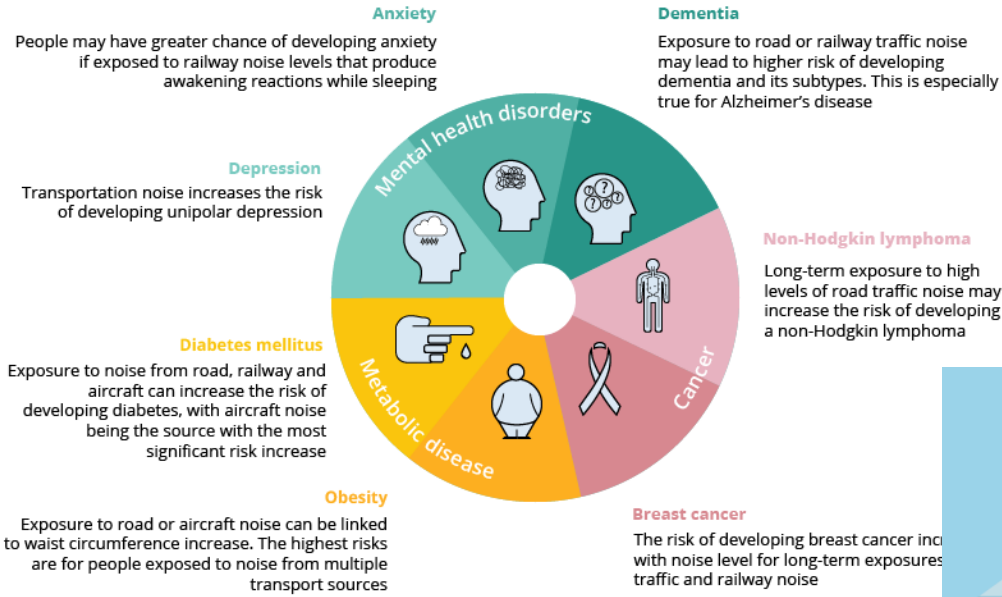 Anxiety
People may have greater chance of developing anxiety
if exposed to railway noise levels that produce
awakening reactions while sleeping
Dementia
Exposure to road or railway traffic noise
may lead to higher risk of developing
dementia and its subtypes. This is especially
true for Alzheimer's disease
Mental health disorders
Depression
Transportation noise increases the risk
of developing unipolar depression
Non-Hodgkin lymphoma
Long-term exposure to high
levels of road traffic noise may
increase the risk of developing
a non-Hodgkin lymphoma
Diabetes mellitus
Exposure to noise from road, railway and
aircraft can increase the risk of
developing diabetes, with aircraft noise
being the source with the most
significant risk increase
Metabolic disease
Cancer
Obesity
Exposure to road or aircraft noise can be linked
to waist circumference increase. The highest risks
are for people exposed to noise from multiple
transport sources
Breast cancer
The risk of developing breast cancer
with noise level for long-term exposures
traffic and railway noise
? ? ? ? ?